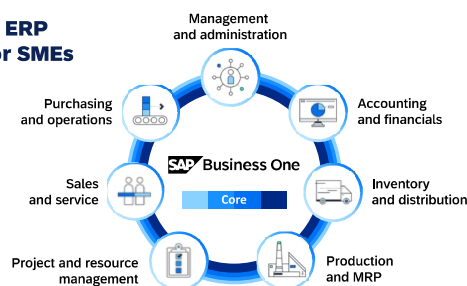 ERP
or SMEs
Management
and administration
Purchasing
and operations
Accounting
and financials
SAP Business One
Core
Sales
and service
Inventory
and distribution
Project and resource
management
Production
and MRP